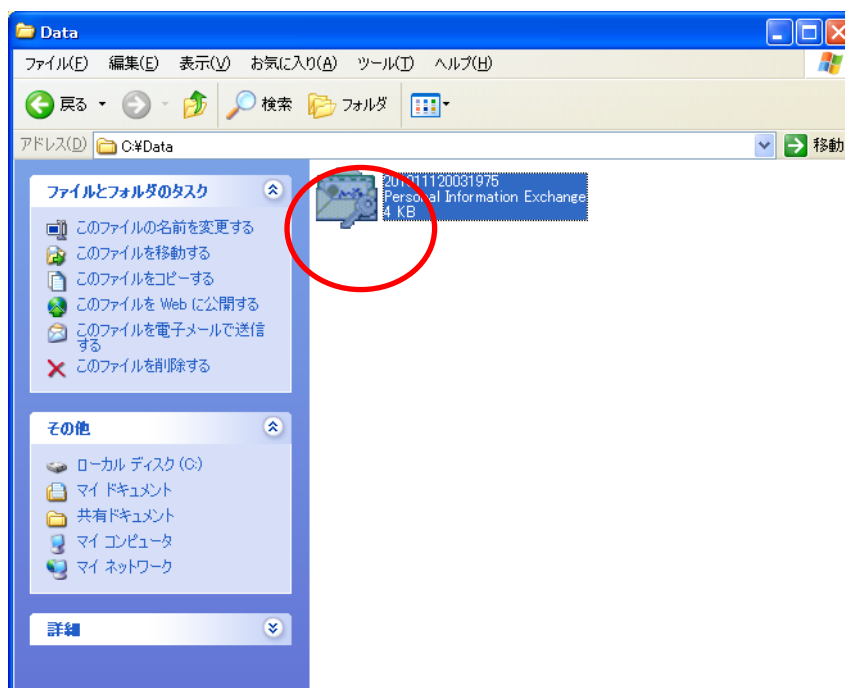 Data
ファイル(F) 編集(E) 表示(V) お気に入り(A) ツール(T) ヘルプ(H)
戻る 検索 フォルダ
アドレス(D) C:¥Data 移動
ファイルとフォルダのタスク
このファイルの名前を変更する
このファイルを移動する
このファイルをコピーする
このファイルを Web に公開する
このファイルを電子メールで送信
する
このファイルを削除する
その他
ローカル ディスク (C:)
マイ ドキュメント
共有ドキュメント
マイ コンピュータ
マイ ネットワーク
詳細
Personal Information Exchange
4 KB